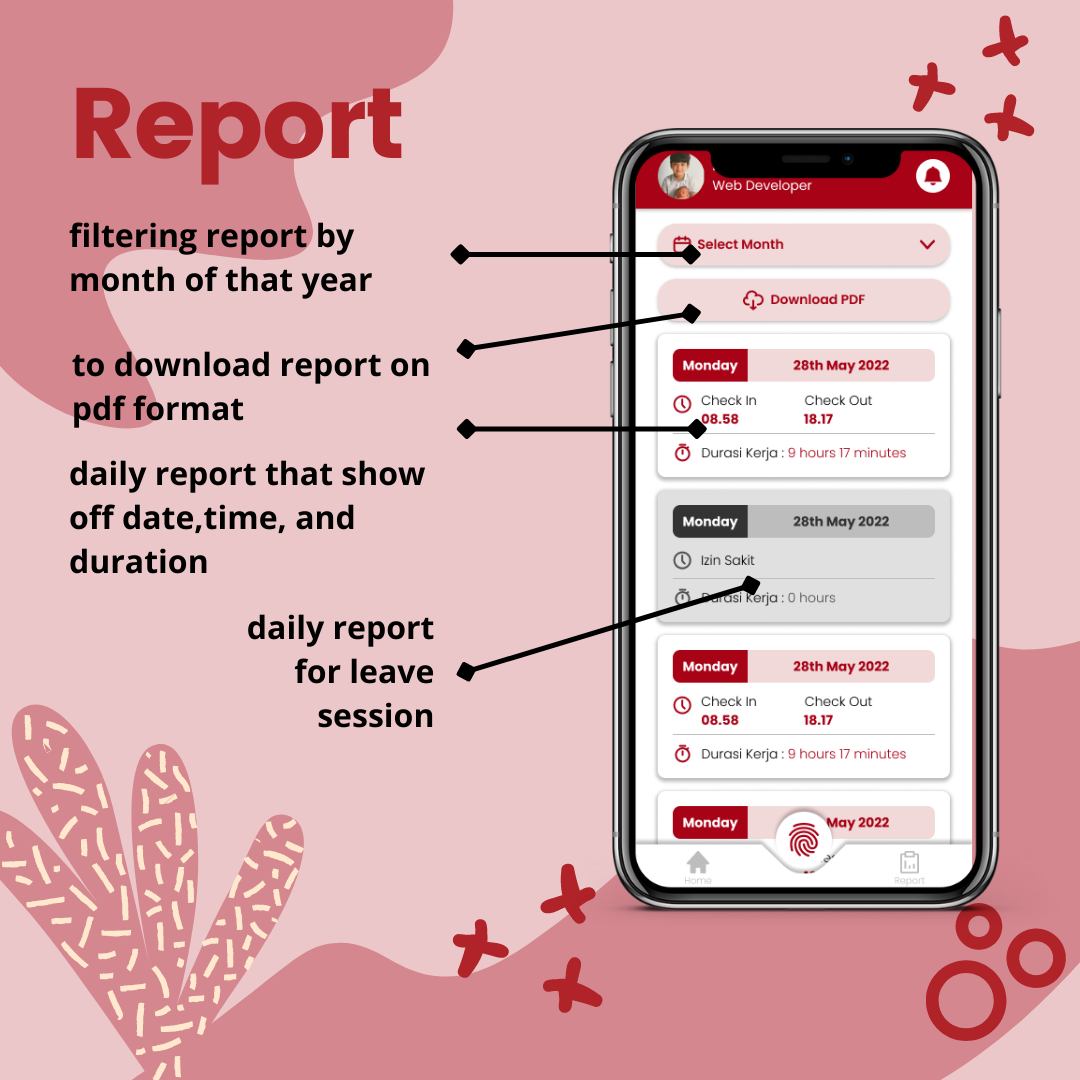 Report
filtering report by
month of that year
to download report on
pdf format
daily report that show
off date,time, and
duration
daily report
for leave
session
Web Developer
Select Month
Download PDF
Monday 28th May 2022
Check In Check Out
08.58 18.17
Durasi Kerja : 9 hours 17 minutes
Monday 28th May 2022
Izin Sakit
Durasi Kerja : 0 hours
Monday 28th May 2022
Check In Check Out
08.58 18.17
Durasi Kerja : 9 hours 17 minutes
Monday May 2022
Home Report